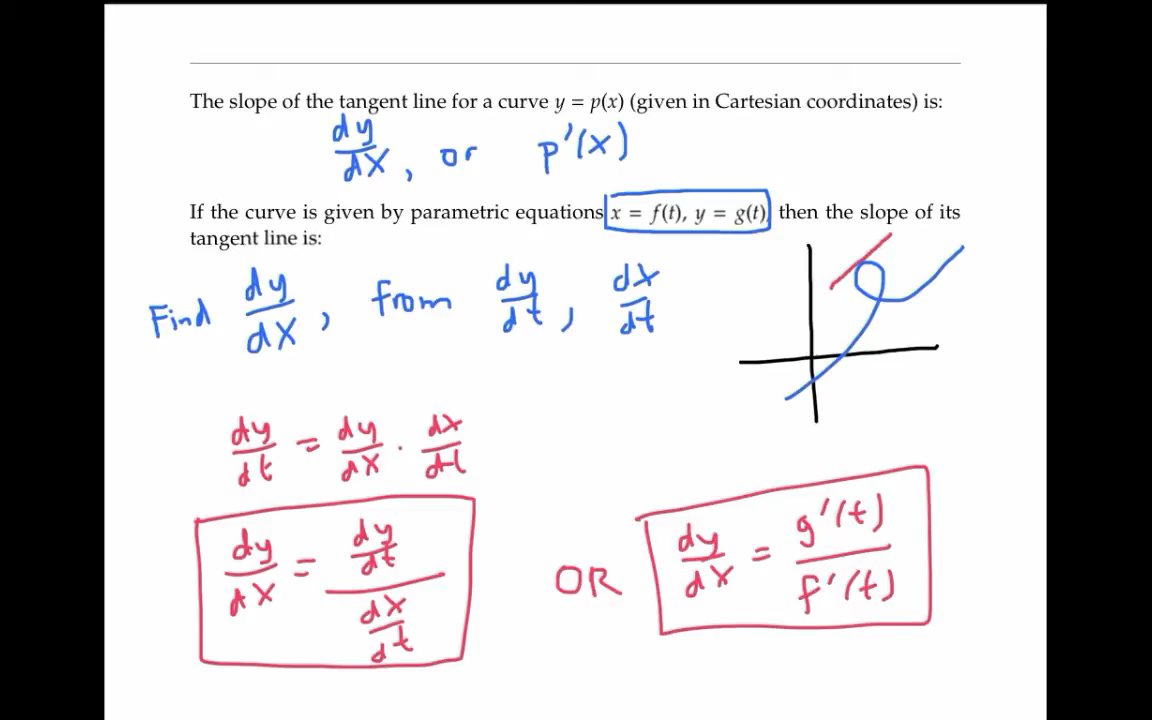 The slope of the tangent line for a curve y = p(x) (given in Cartesian coordinates) is:
dy/dx, or p'(x)
If the curve is given by parametric equations x = f(t), y = g(t), then the slope of its
tangent line is:
Find dy/dx, from dy/dt, dx/dt
dy/dt = dy/dx · dx/dt
dy/dx = (dy/dt)/(dx/dt) OR dy/dx = g'(t)/f'(t)